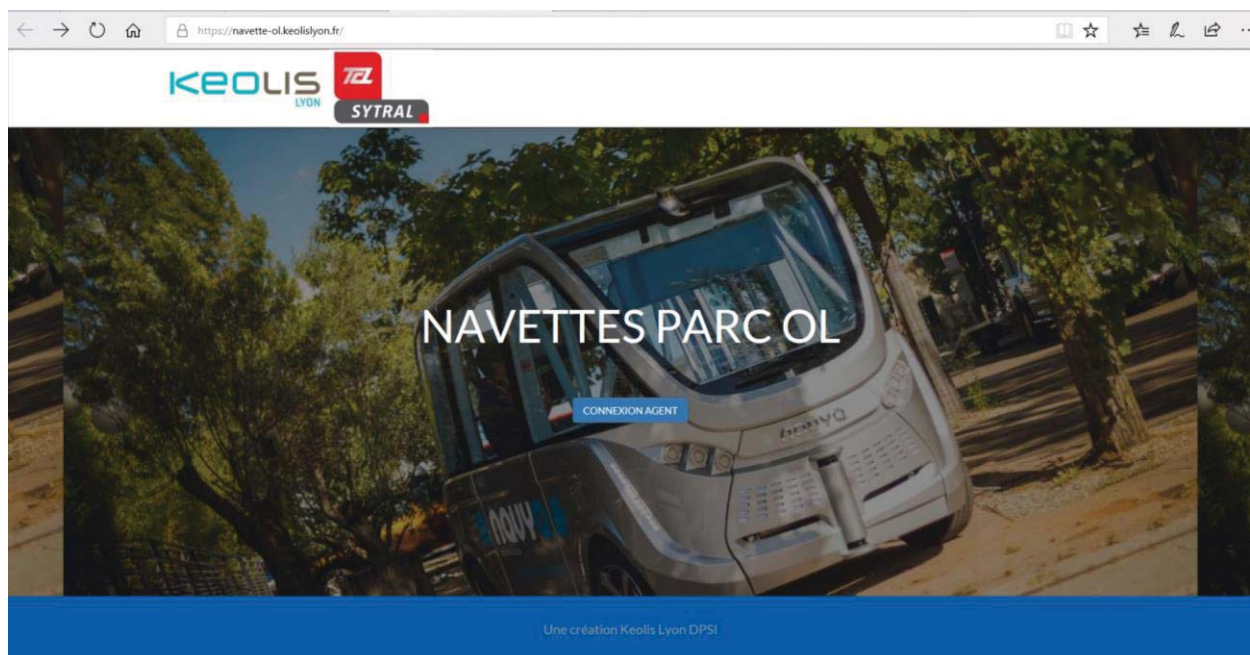 https://navette-ol.keolislyon.fr/
KEOLIS
LYON
TCL
SYTRAL
NAVETTES PARC OL
CONNEXION AGENT
navya
NAVYA
Une création Keolis Lyon DPSI